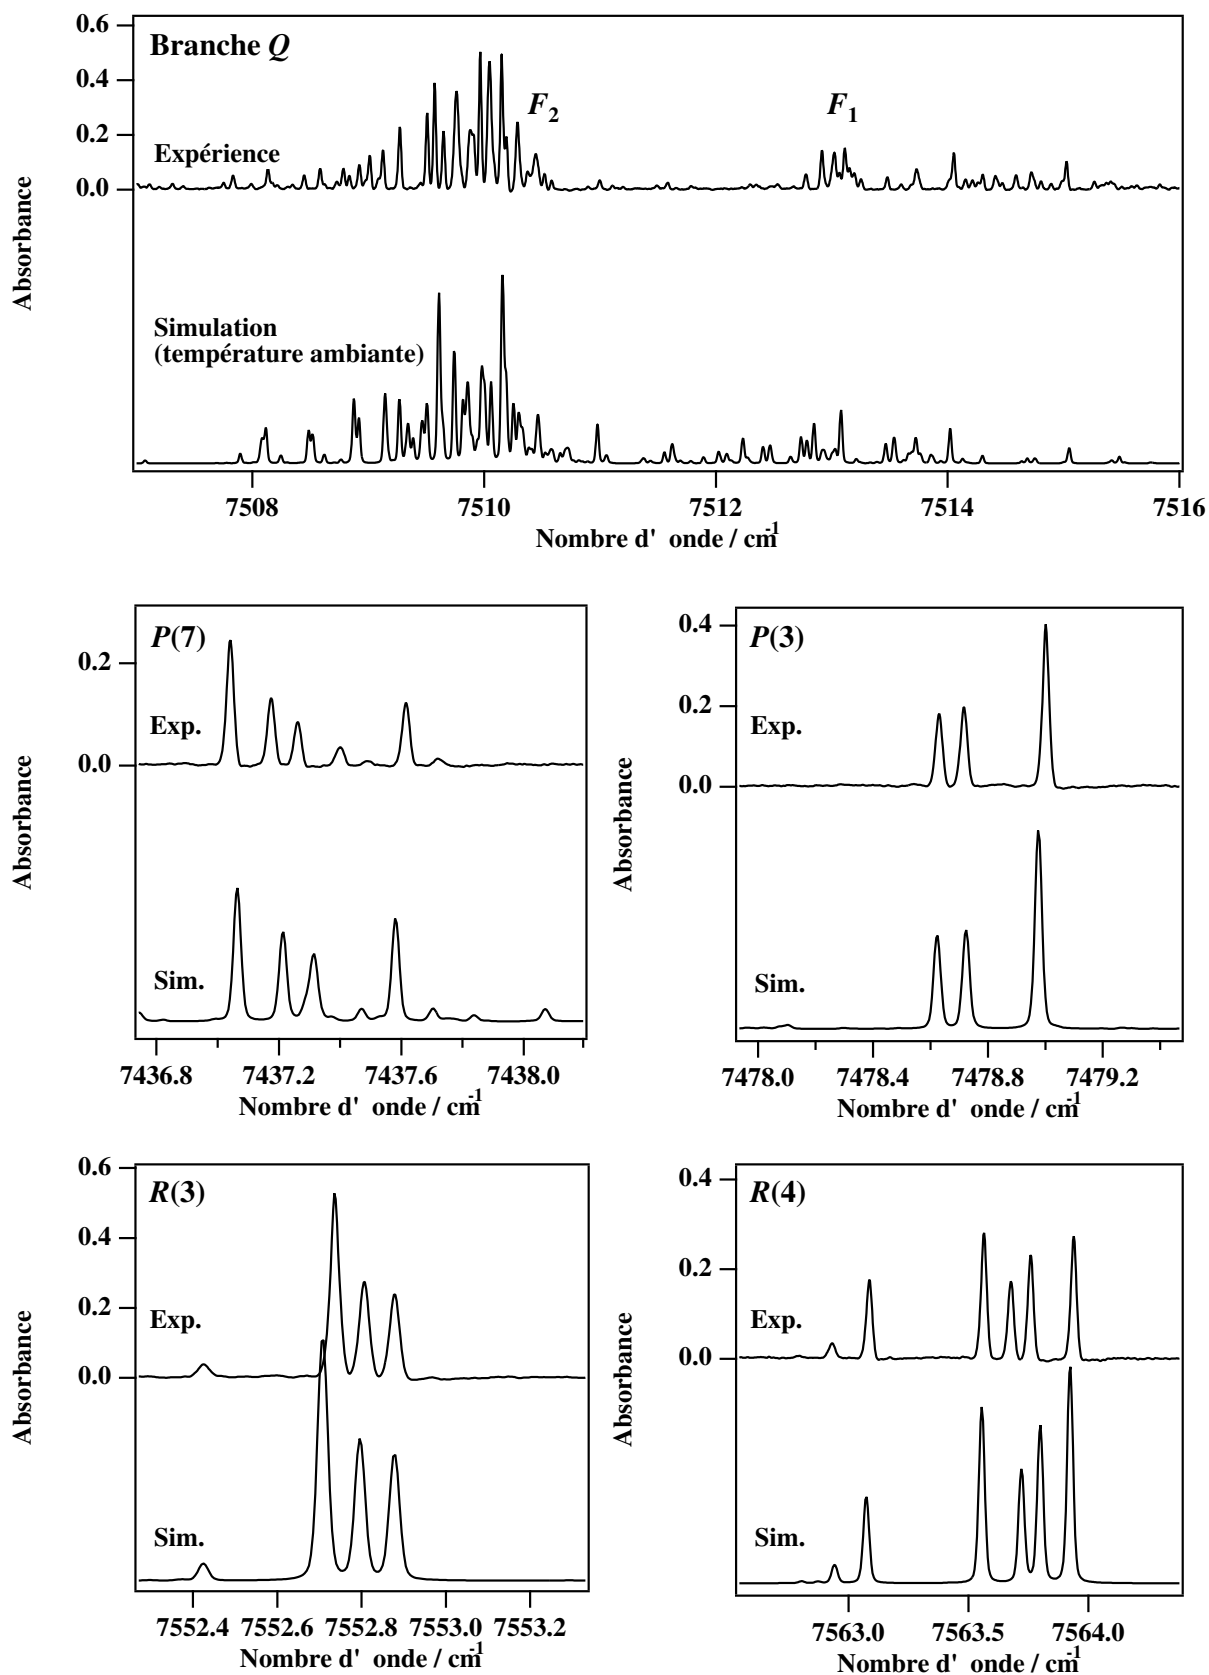 Branche Q
0.6
0.4
0.2
0.0
Absorbance
F2
F1
Expérience
Simulation
(température ambiante)
7508
7510
7512
7514
7516
Nombre d' onde / cm-1
P(7)
0.2
0.0
Absorbance
Exp.
Sim.
7436.8
7437.2
7437.6
7438.0
Nombre d' onde / cm-1
P(3)
0.4
0.2
0.0
Absorbance
Exp.
Sim.
7478.0
7478.4
7478.8
7479.2
Nombre d' onde / cm-1
R(3)
0.6
0.4
0.2
0.0
Absorbance
Exp.
Sim.
7552.4
7552.6
7552.8
7553.0
7553.2
Nombre d' onde / cm-1
R(4)
0.4
0.2
0.0
Absorbance
Exp.
Sim.
7563.0
7563.5
7564.0
Nombre d' onde / cm-1